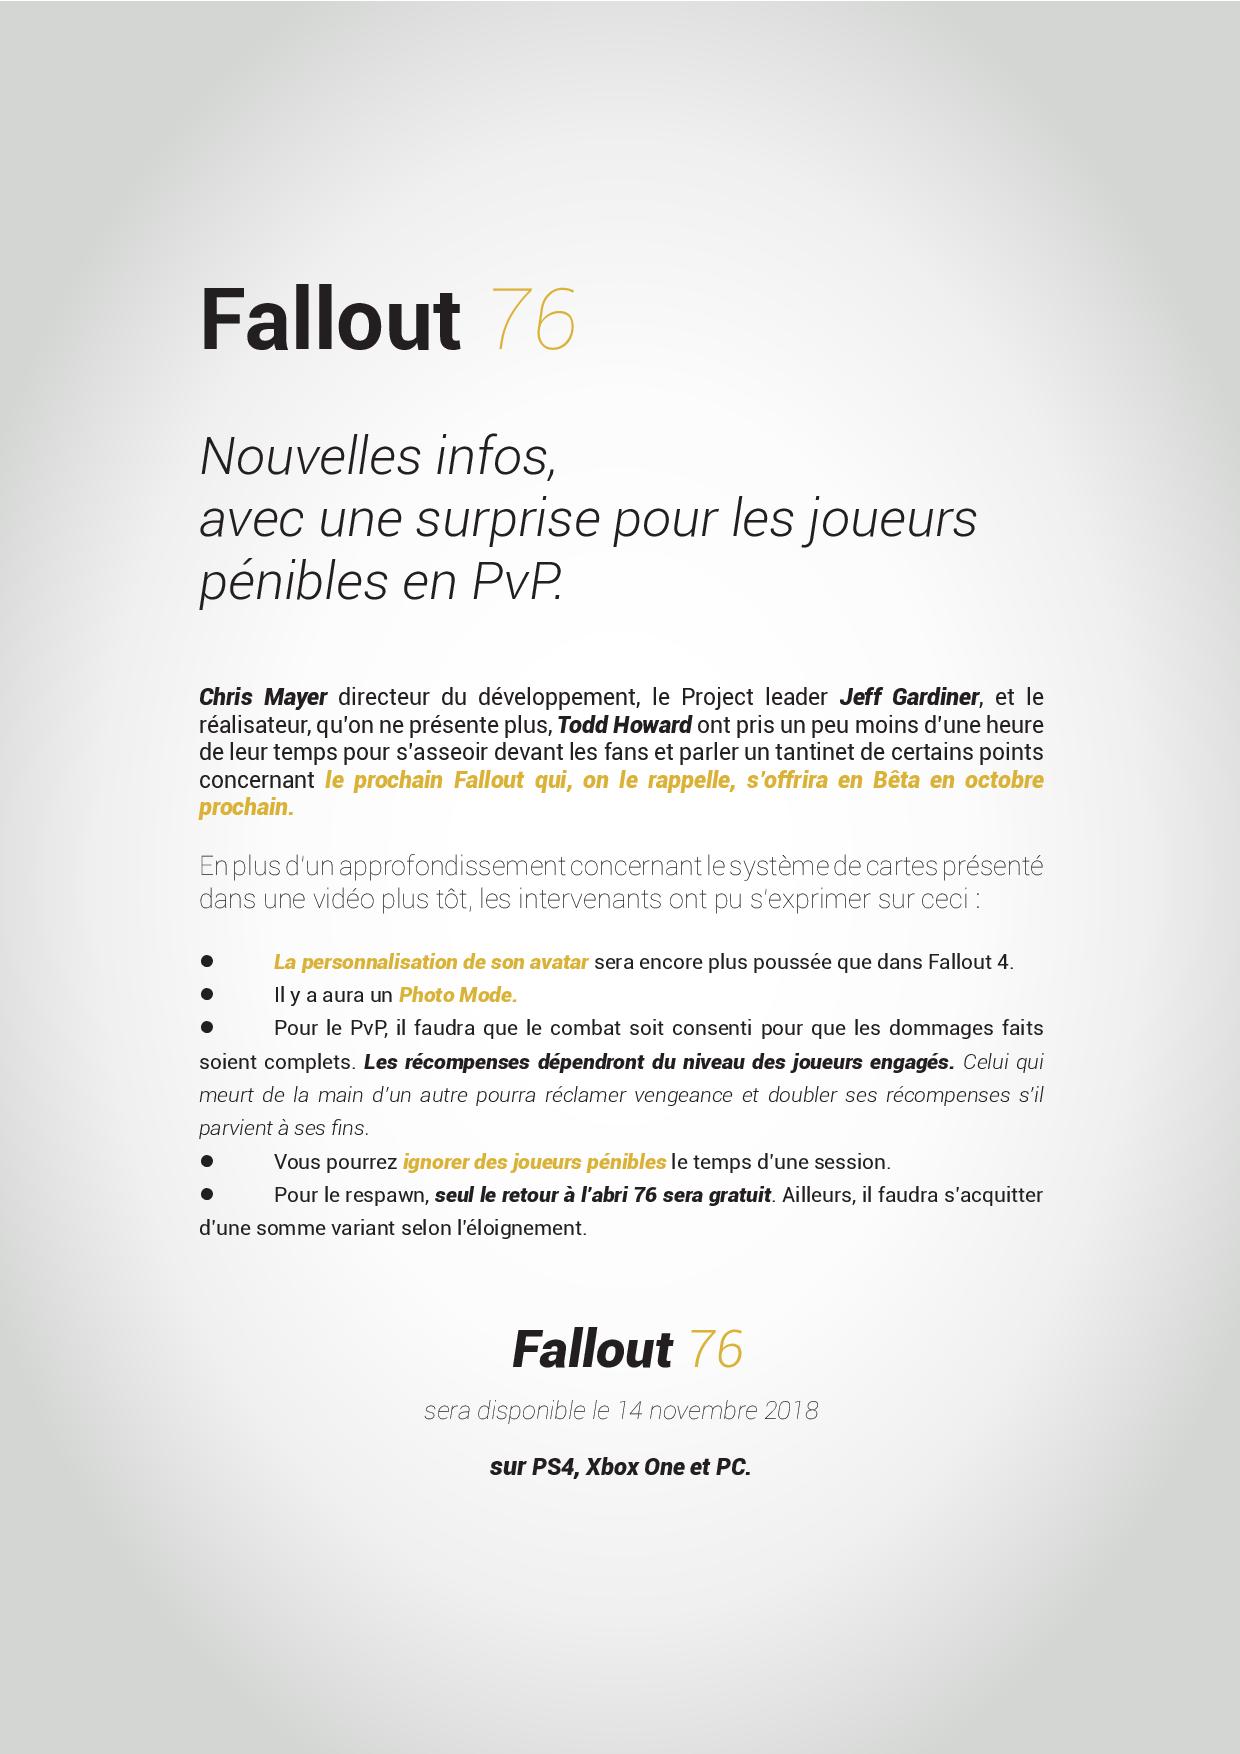 Fallout 76
Nouvelles infos,
avec une surprise pour les joueurs
pénibles en PvP.
Chris Mayer directeur du développement, le Project leader Jeff Gardiner, et le
réalisateur, qu'on ne présente plus, Todd Howard ont pris un peu moins d'une heure
de leur temps pour s'asseoir devant les fans et parler un tantinet de certains points
concernant le prochain Fallout qui, on le rappelle, s'offrira en Bêta en octobre
prochain.
En plus d'un approfondissement concernant le système de cartes présenté
dans une vidéo plus tôt, les intervenants ont pu s'exprimer sur ceci :
● La personnalisation de son avatar sera encore plus poussée que dans Fallout 4.
● Il y a aura un Photo Mode.
● Pour le PvP, il faudra que le combat soit consenti pour que les dommages faits
soient complets. Les récompenses dépendront du niveau des joueurs engagés. Celui qui
meurt de la main d'un autre pourra réclamer vengeance et doubler ses récompenses s'il
parvient à ses fins.
● Vous pourrez ignorer des joueurs pénibles le temps d'une session.
● Pour le respawn, seul le retour à l'abri 76 sera gratuit. Ailleurs, il faudra s'acquitter
d'une somme variant selon l'éloignement.
Fallout 76
sera disponible le 14 novembre 2018
sur PS4, Xbox One et PC.